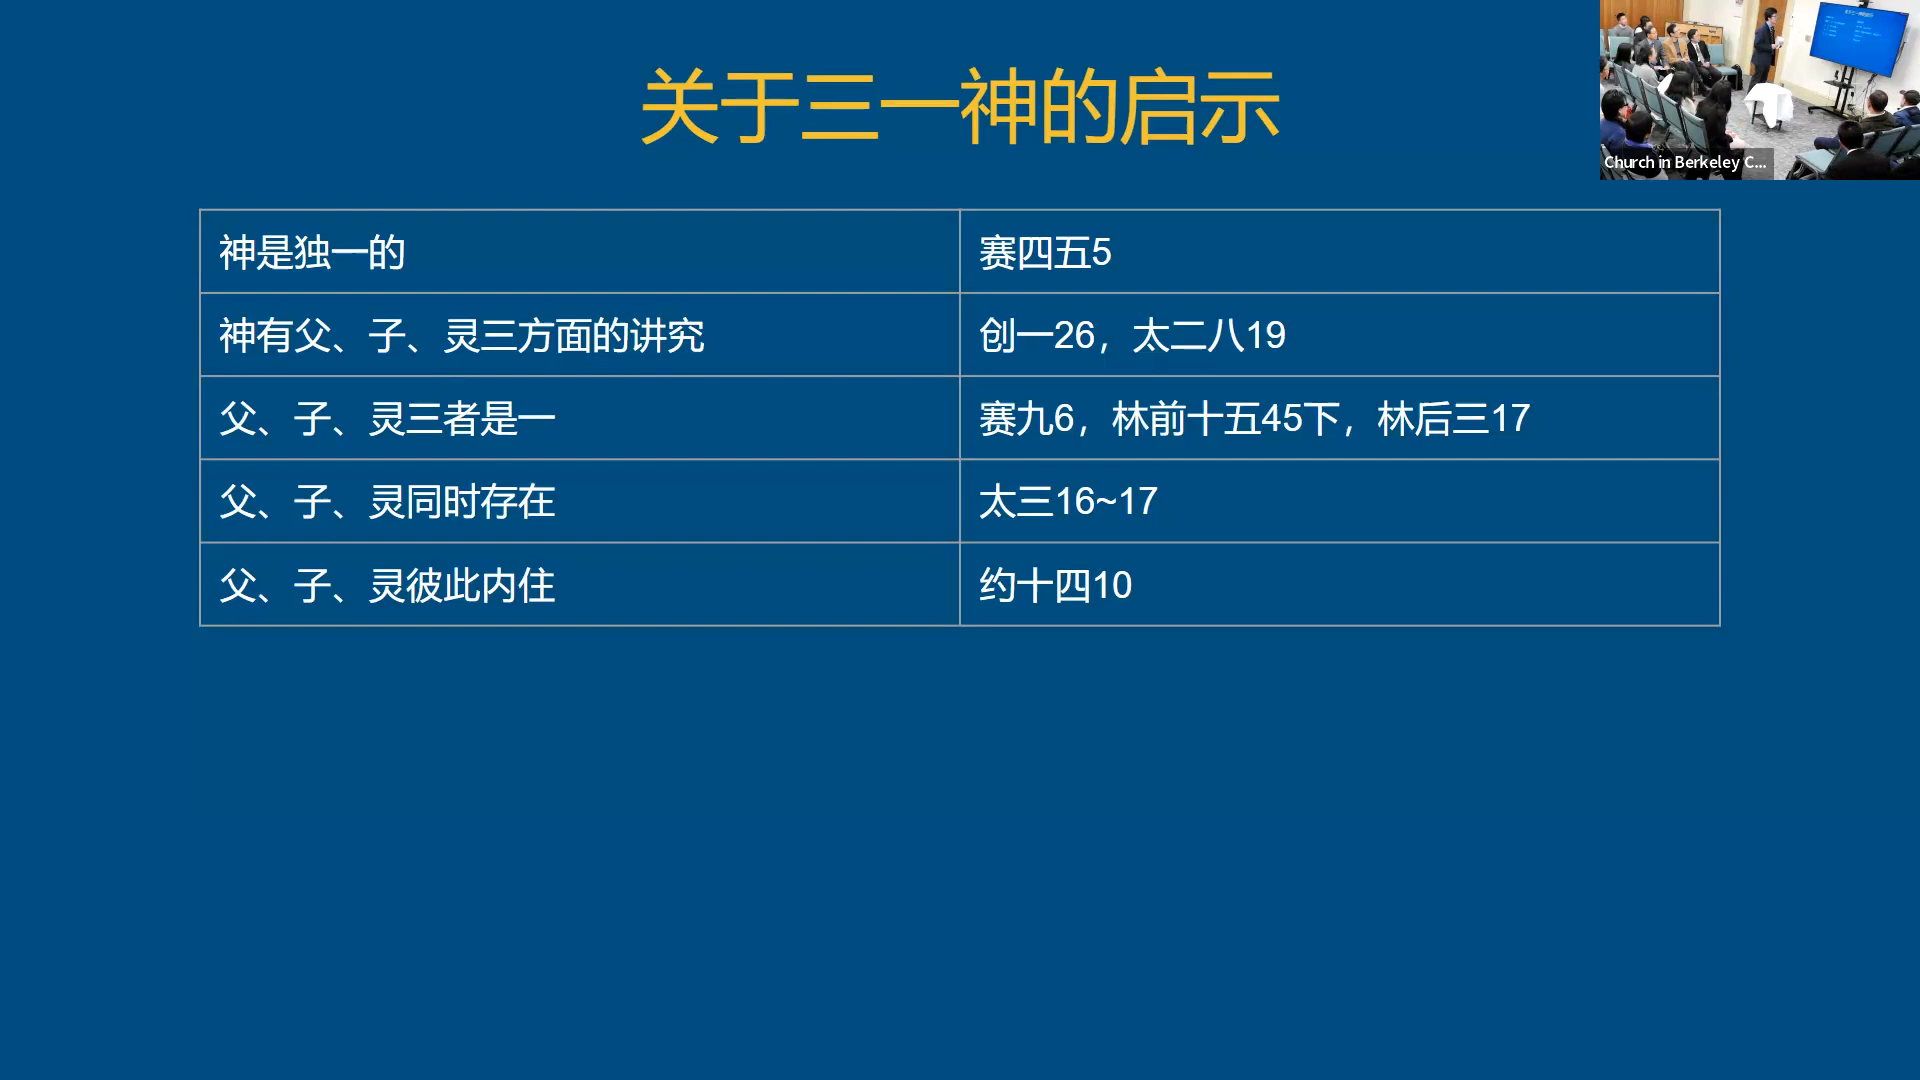 关于三一神的启示
Church in Berkeley C...
神是独一的 赛四五5
神有父、子、灵三方面的讲究 创一26，太二八19
父、子、灵三者是一 赛九6，林前十五45下，林后三17
父、子、灵同时存在 太三16~17
父、子、灵彼此内住 约十四10